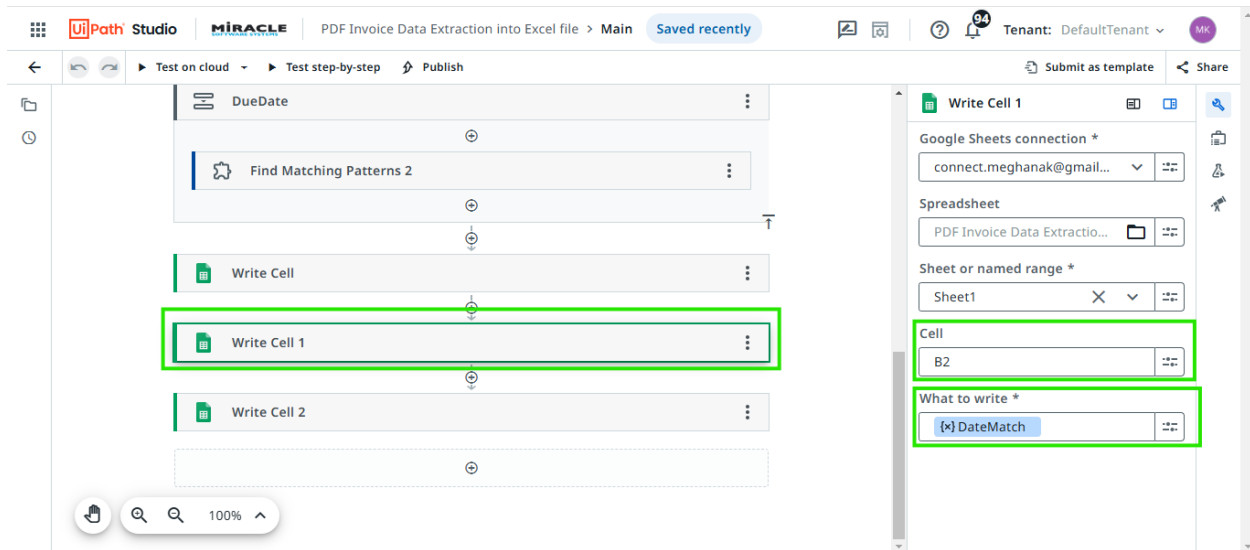 UiPath Studio
MIRACLE
SOFTWARE SYSTEMS
PDF Invoice Data Extraction into Excel file > Main
Saved recently
94
Tenant: DefaultTenant
MK
Test on cloud
Test step-by-step
Publish
Submit as template
Share
DueDate
Find Matching Patterns 2
Write Cell
Write Cell 1
Write Cell 2
100%
Write Cell 1
Google Sheets connection *
connect.meghanak@gmail...
Spreadsheet
PDF Invoice Data Extractio...
Sheet or named range *
Sheet1
Cell
B2
What to write *
{×} DateMatch